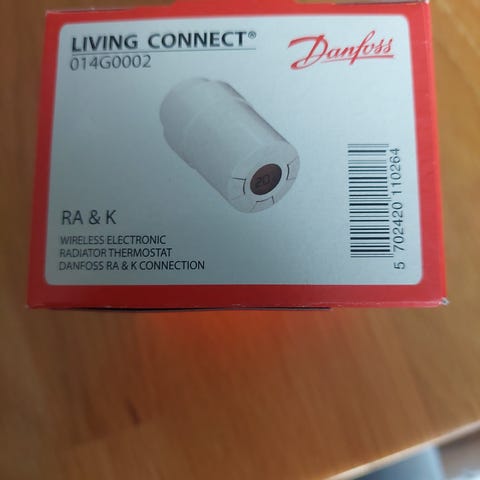 LIVING CONNECT®
014G0002
Danfoss
20.
RA & K
WIRELESS ELECTRONIC
RADIATOR THERMOSTAT
DANFOSS RA & K CONNECTION
5 702420 110264